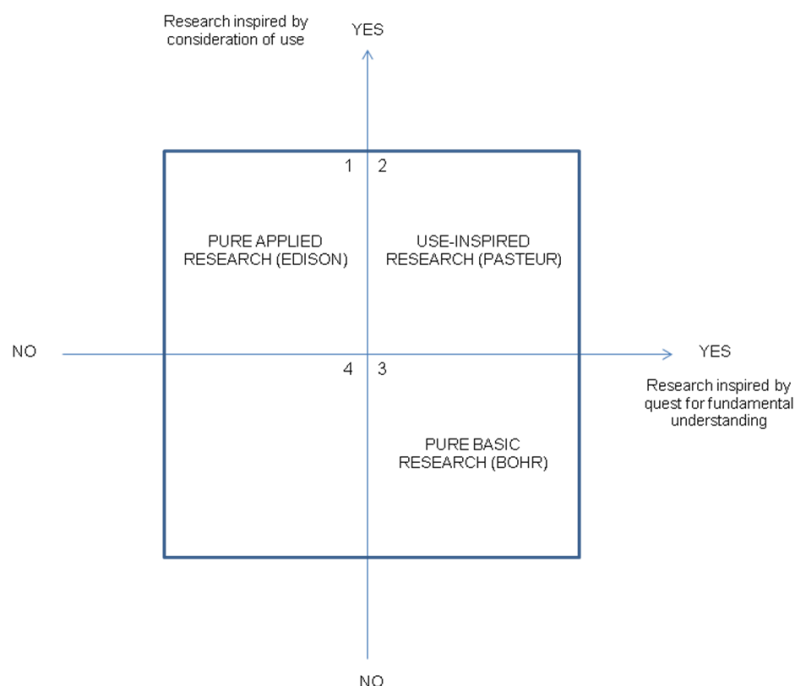 Research inspired by
consideration of use
YES
1 2
PURE APPLIED
RESEARCH (EDISON)
USE-INSPIRED
RESEARCH (PASTEUR)
NO
YES
4 3
Research inspired by
quest for fundamental
understanding
PURE BASIC
RESEARCH (BOHR)
NO